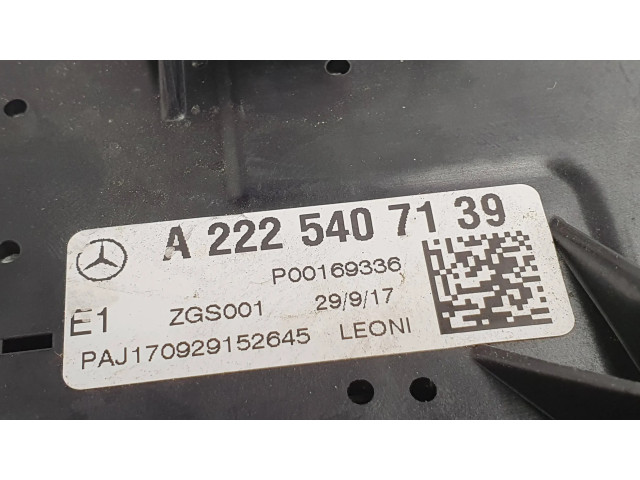 A 222 540 71 39
P00169336
E1 ZGS001 29/9/17
PAJ170929152645 LEONI